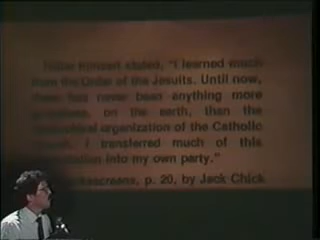 himself stated, "I learned much
from the Order of the Jesuits. Until now,
there has never been anything more
on the earth, than the
organization of the Catholic
I transferred much of this
into my own party."
p. 20, by Jack Chick